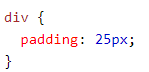 div {
  padding: 25px;
}